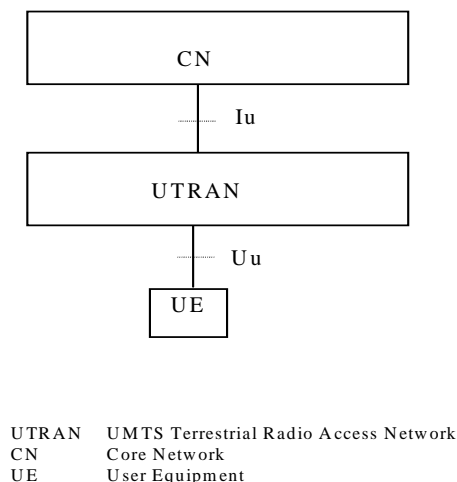 CN
Iu
UTRAN
Uu
UE
UTRAN UMTS Terrestrial Radio Access Network
CN Core Network
UE User Equipment